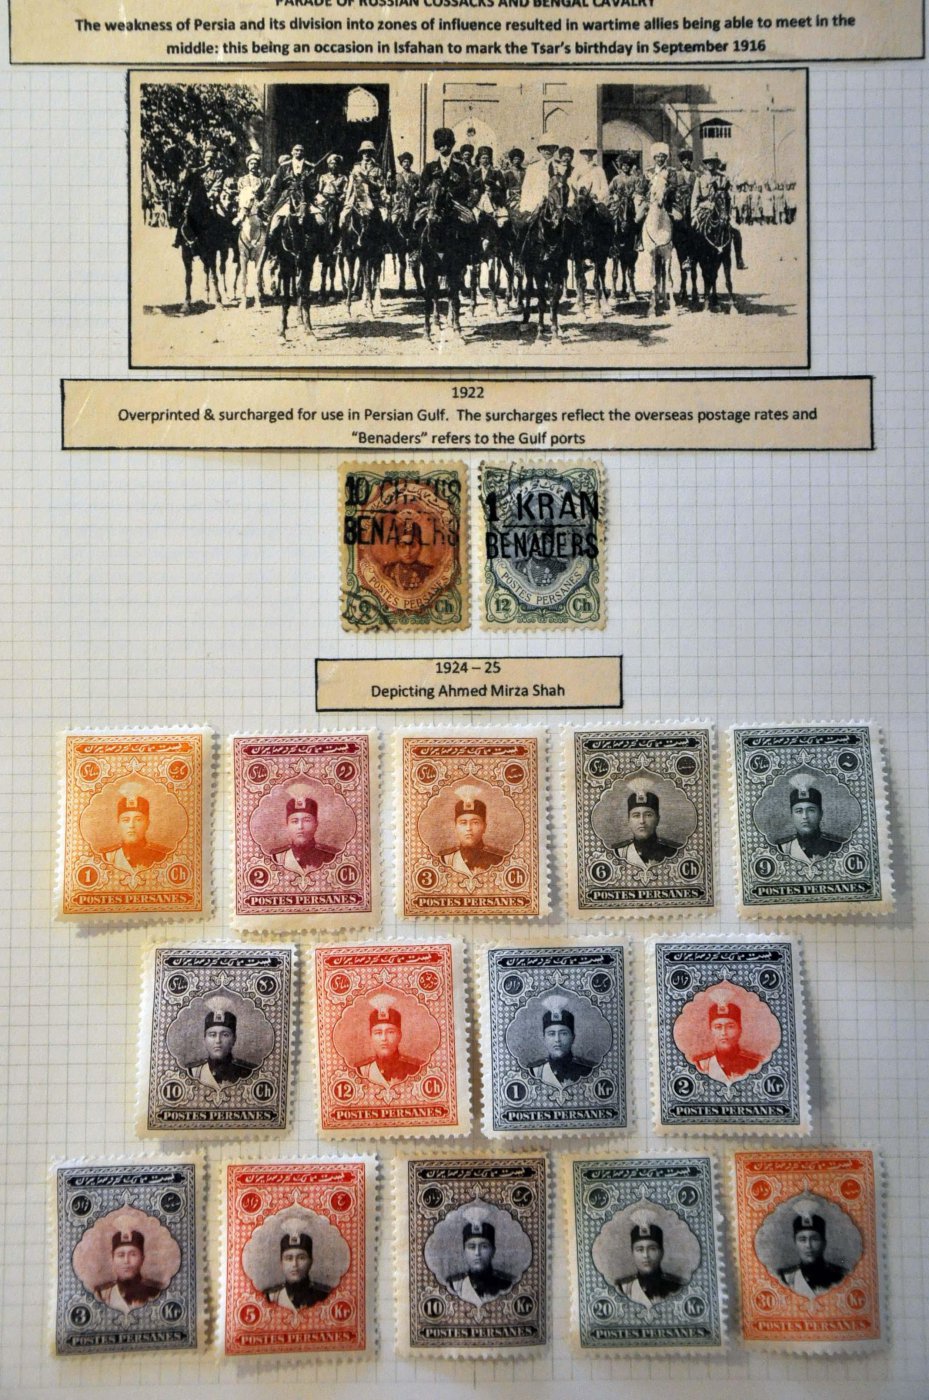 PARADE OF RUSSIAN COSSACKS AND BENGAL CAVALRY
The weakness of Persia and its division into zones of influence resulted in wartime allies being able to meet in the
middle: this being an occasion in Isfahan to mark the Tsar's birthday in September 1916
1922
Overprinted & surcharged for use in Persian Gulf. The surcharges reflect the overseas postage rates and
"Benaders" refers to the Gulf ports
10 CHAHIS 1 KRAN
BENADERS BENADERS
POSTES PERSANES POSTES PERSANES
Ch 12 Ch
1924 – 25
Depicting Ahmed Mirza Shah
1 Ch 2 Ch 3 Ch 6 Ch 9 Ch
POSTES PERSANES POSTES PERSANES POSTES PERSANES POSTES PERSANES POSTES PERSANES
10 Ch 12 Ch 1 Kr 2 Kr
POSTES PERSANES POSTES PERSANES POSTES PERSANES POSTES PERSANES
3 Kr 5 Kr 10 Kr 20 Kr 30 Kr
POSTES PERSANES POSTES PERSANES POSTES PERSANES POSTES PERSANES POSTES PERSANES